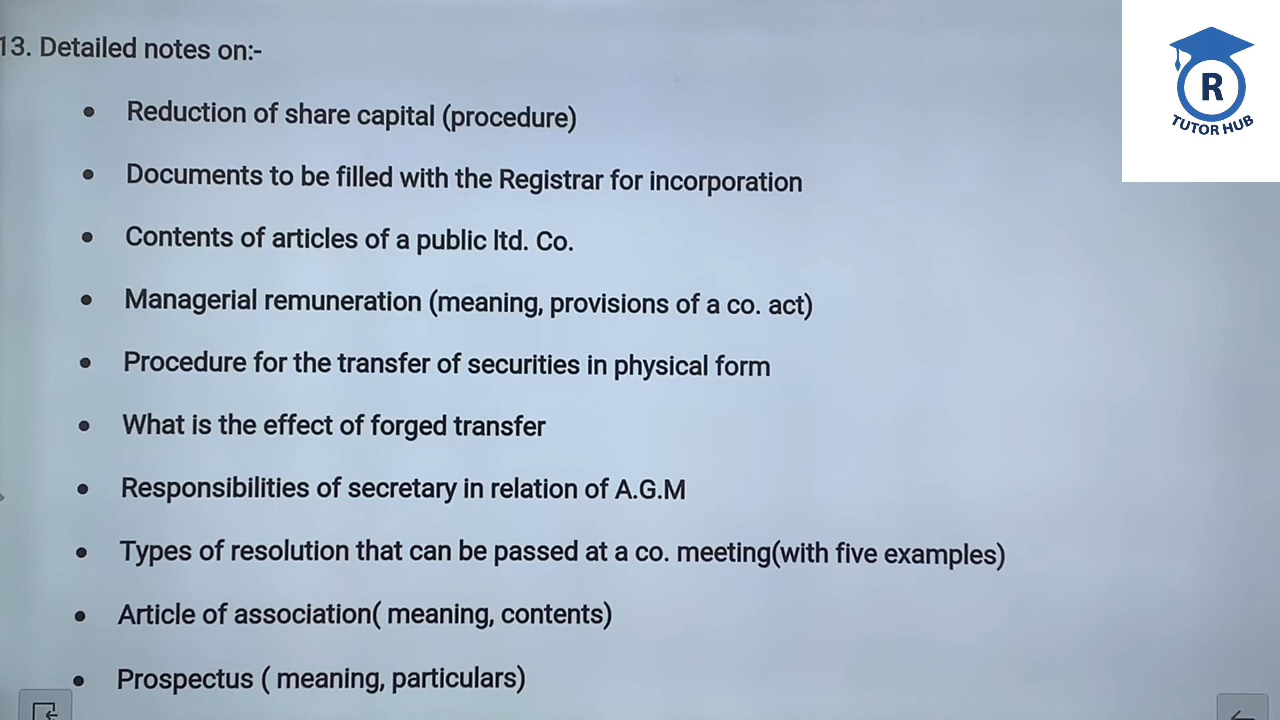 13. Detailed notes on:-
• Reduction of share capital (procedure)
• Documents to be filled with the Registrar for incorporation
• Contents of articles of a public ltd. Co.
• Managerial remuneration (meaning, provisions of a co. act)
• Procedure for the transfer of securities in physical form
• What is the effect of forged transfer
• Responsibilities of secretary in relation of A.G.M
• Types of resolution that can be passed at a co. meeting(with five examples)
• Article of association( meaning, contents)
• Prospectus ( meaning, particulars)
R
TUTOR HUB